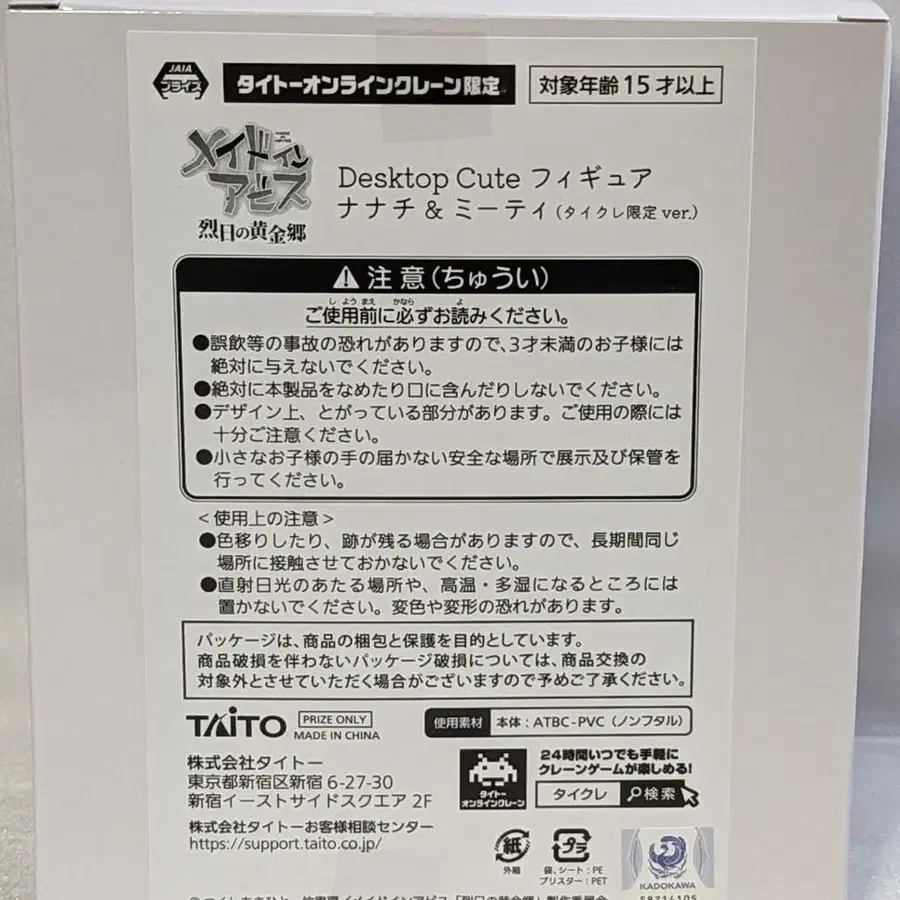 JAIA
プライズ
タイトーオンラインクレーン限定
対象年齢15才以上
メイドイン
アビス
烈日の黄金郷
Desktop Cute フィギュア
ナナチ & ミーティ(タイクレ限定 ver.)
注意(ちゅうい)
し よう まえ かなら よ
ご使用前に必ずお読みください。
●誤飲等の事故の恐れがありますので、3才未満のお子様には
絶対に与えないでください。
●絶対に本製品をなめたり口に含んだりしないでください。
●デザイン上、とがっている部分があります。ご使用の際には
十分ご注意ください。
●小さなお子様の手の届かない安全な場所で展示及び保管を
行ってください。
<使用上の注意>
●色移りしたり、跡が残る場合がありますので、長期間同じ
場所に接触させておかないでください。
●直射日光のあたる場所や、高温・多湿になるところには
置かないでください。変色や変形の恐れがあります。
パッケージは、商品の梱包と保護を目的としています。
商品破損を伴わないパッケージ破損については、商品交換の
対象外とさせていただく場合がございますので予めご了承ください。
TAITO
PRIZE ONLY
MADE IN CHINA
使用素材 本体:ATBC-PVC(ノンフタル)
株式会社タイトー
東京都新宿区新宿 6-27-30
新宿イーストサイドスクエア 2F
タイトー
オンラインクレーン
24時間いつでも手軽に
クレーンゲームが楽しめる!
タイクレ 検索
株式会社タイトーお客様相談センター
https://support.taito.co.jp/
紙
外箱
プラ
袋、シート:PE
ブリスター:PET
KADOKAWA